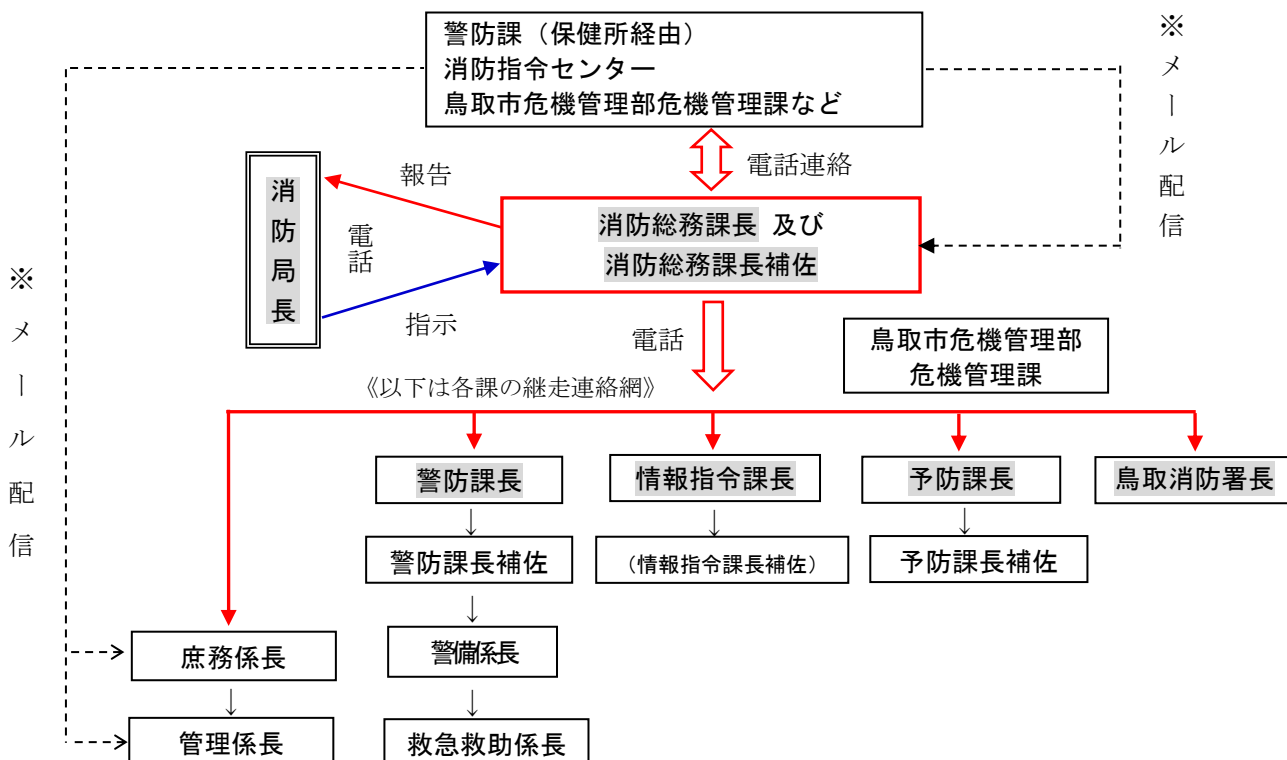 警防課（保健所経由）
消防指令センター
鳥取市危機管理部危機管理課など
※メール配信
電話連絡
報告
消防局長
電話
指示
消防総務課長 及び
消防総務課長補佐
※メール配信
電話
鳥取市危機管理部
危機管理課
《以下は各課の継走連絡網》
警防課長
情報指令課長
予防課長
鳥取消防署長
↓
↓
↓
警防課長補佐
（情報指令課長補佐）
予防課長補佐
↓
庶務係長
警備係長
↓
↓
管理係長
救急救助係長